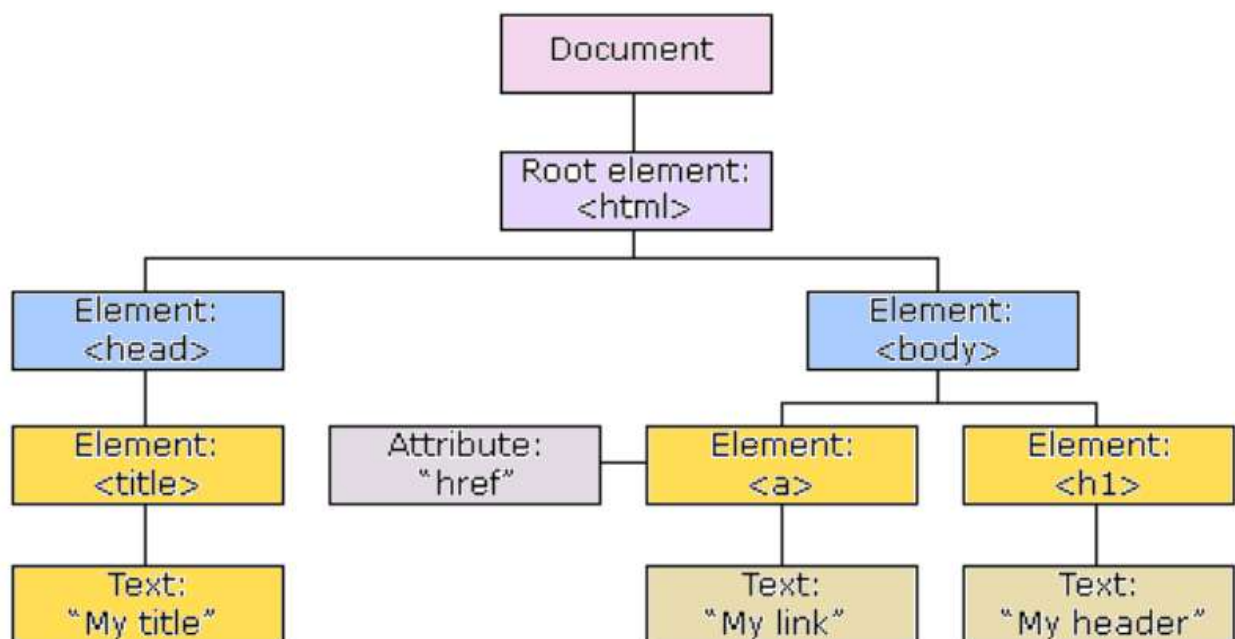 Document
Root element:
<html>
Element:
<head>
Element:
<body>
Element:
<title>
Attribute:
“href”
Element:
<a>
Element:
<h1>
Text:
“My title”
Text:
“My link”
Text:
“My header”